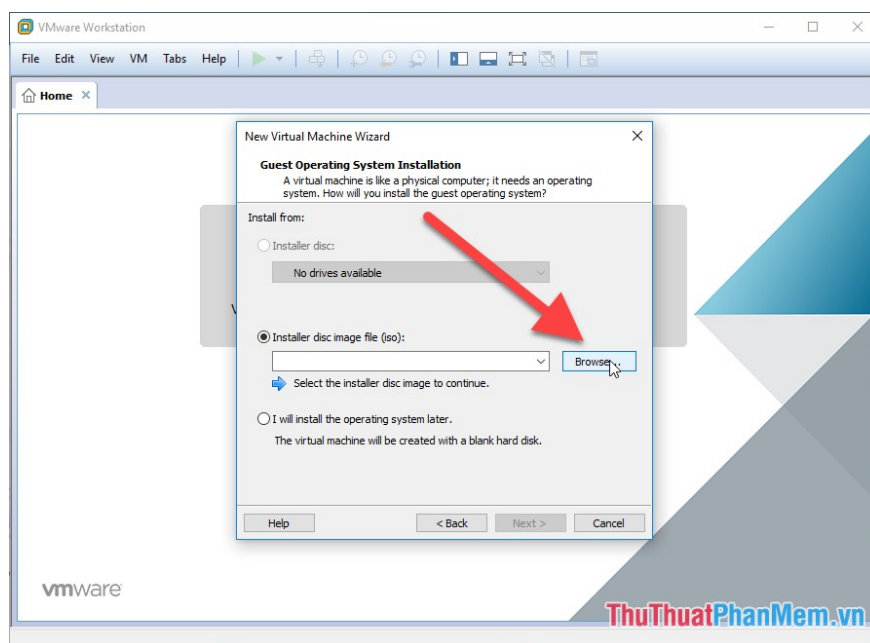 VMware Workstation
File Edit View VM Tabs Help
Home
New Virtual Machine Wizard
Guest Operating System Installation
A virtual machine is like a physical computer; it needs an operating
system. How will you install the guest operating system?
Install from:
Installer disc:
No drives available
Installer disc image file (iso):
Browse...
Select the installer disc image to continue.
I will install the operating system later.
The virtual machine will be created with a blank hard disk.
Help < Back Next > Cancel
vmware
ThuThuatPhanMem.vn